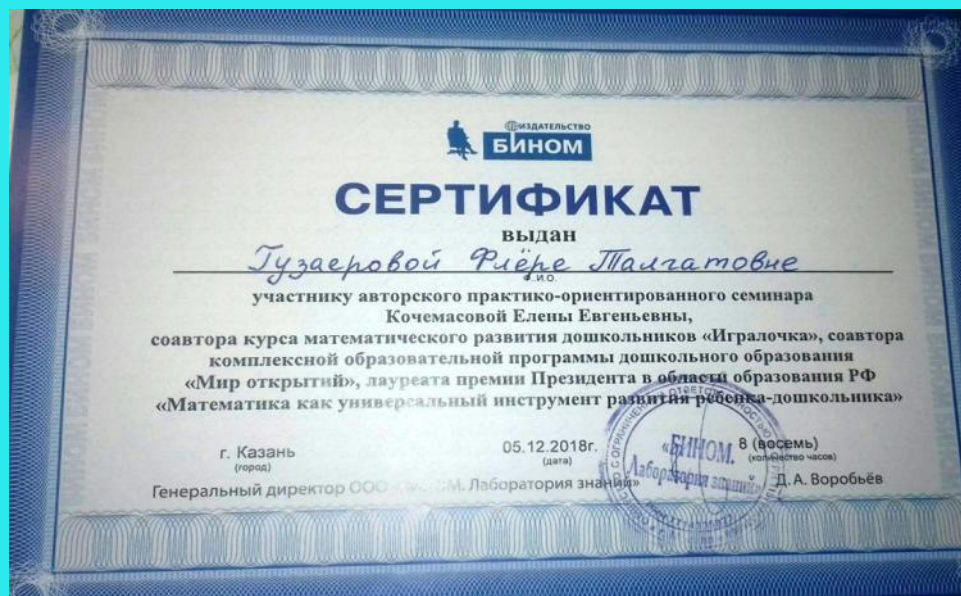 ИЗДАТЕЛЬСТВО
БИНОМ
СЕРТИФИКАТ
выдан
Гузаеровой Флёре Талгатовне
Ф.И.О.
участнику авторского практико-ориентированного семинара
Кочемасовой Елены Евгеньевны,
соавтора курса математического развития дошкольников «Игралочка», соавтора
комплексной образовательной программы дошкольного образования
«Мир открытий», лауреата премии Президента в области образования РФ
«Математика как универсальный инструмент развития ребенка-дошкольника»
г. Казань 05.12.2018г. 8 (восемь)
(город) (дата) (количество часов)
Генеральный директор ООО Лаборатория знаний» Д. А. Воробьёв
«БИНОМ.
Лаборатория знаний»